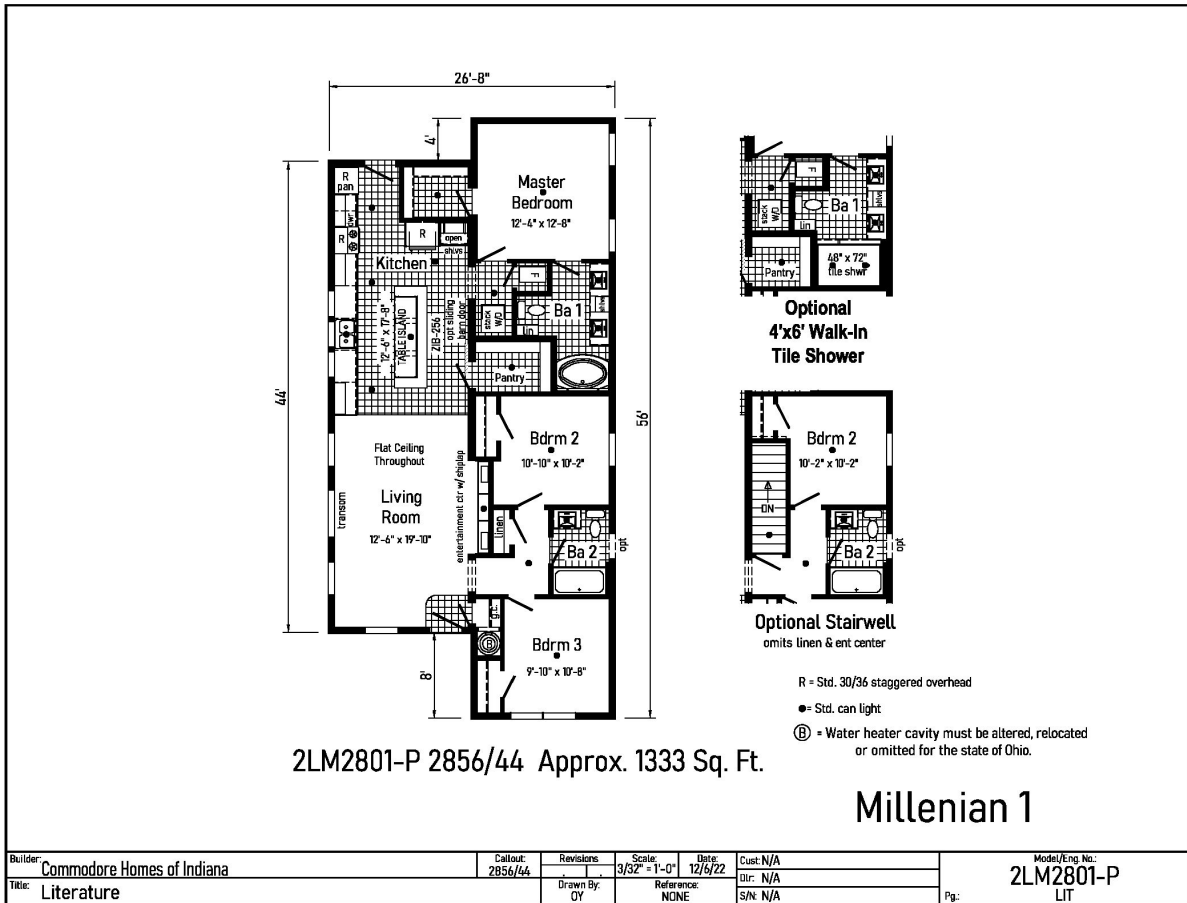 26'-8"
4'
44'
56'
8'
R
pan
R
ovr.
R
open
shlvs
Kitchen
12'-6" x 17'-8"
TABLE ISLAND
ZIB-256
opt sliding
barn door
Master
Bedroom
12'-4" x 12'-8"
F
stack
W/D
lin
Ba 1
shlvs
Pantry
Flat Ceiling
Throughout
Living
Room
12'-6" x 19'-10"
transom
entertainment ctr w/ shiplap
Bdrm 2
10'-10" x 10'-2"
linen
Ba 2
opt
g.c.
B
Bdrm 3
9'-10" x 10'-8"
F
stack
W/D
lin
Ba 1
shlvs
Pantry
48" x 72"
tile shwr
Optional
4'x6' Walk-In
Tile Shower
Bdrm 2
10'-2" x 10'-2"
DN
Ba 2
opt
Optional Stairwell
omits linen & ent center
R = Std. 30/36 staggered overhead
●= Std. can light
Ⓑ = Water heater cavity must be altered, relocated
or omitted for the state of Ohio.
2LM2801-P 2856/44 Approx. 1333 Sq. Ft.
Millenian 1
Builder: Commodore Homes of Indiana
Title: Literature
Callout:
2856/44
Revisions
Scale:
3/32" = 1'-0"
Date:
12/6/22
Drawn By:
OY
Reference:
NONE
Cust: N/A
Dlr: N/A
S/N: N/A
Model/Eng. No.:
2LM2801-P
Pg.: LIT